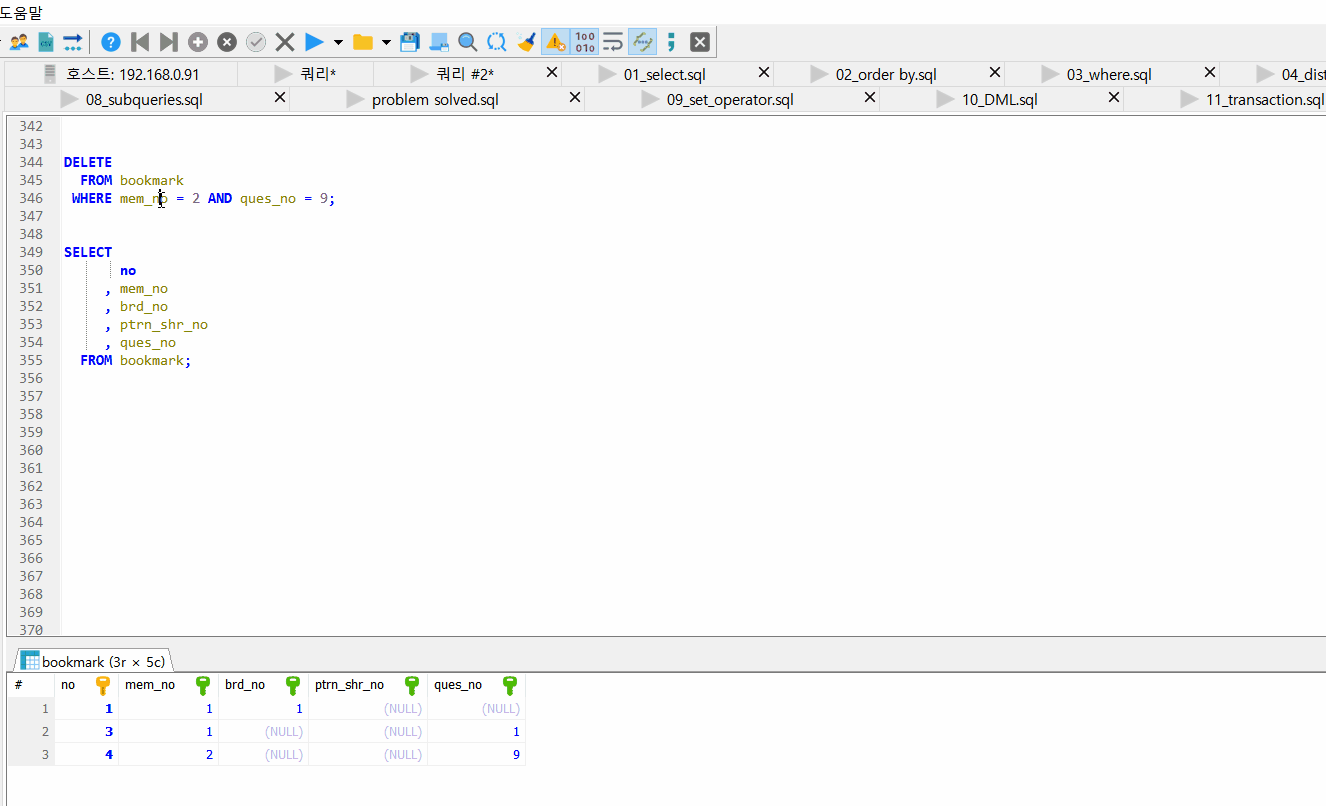 도움말
호스트: 192.168.0.91 쿼리* 쿼리 #2* 01_select.sql 02_order by.sql 03_where.sql 04_dist
08_subqueries.sql problem solved.sql 09_set_operator.sql 10_DML.sql 11_transaction.sql
342
343
344 DELETE
345 FROM bookmark
346 WHERE mem_no = 2 AND ques_no = 9;
347
348
349 SELECT
350 no
351 , mem_no
352 , brd_no
353 , ptrn_shr_no
354 , ques_no
355 FROM bookmark;
356
357
358
359
360
361
362
363
364
365
366
367
368
369
370
bookmark (3r × 5c)
# no mem_no brd_no ptrn_shr_no ques_no
1 1 1 1 (NULL) (NULL)
2 3 1 (NULL) (NULL) 1
3 4 2 (NULL) (NULL) 9